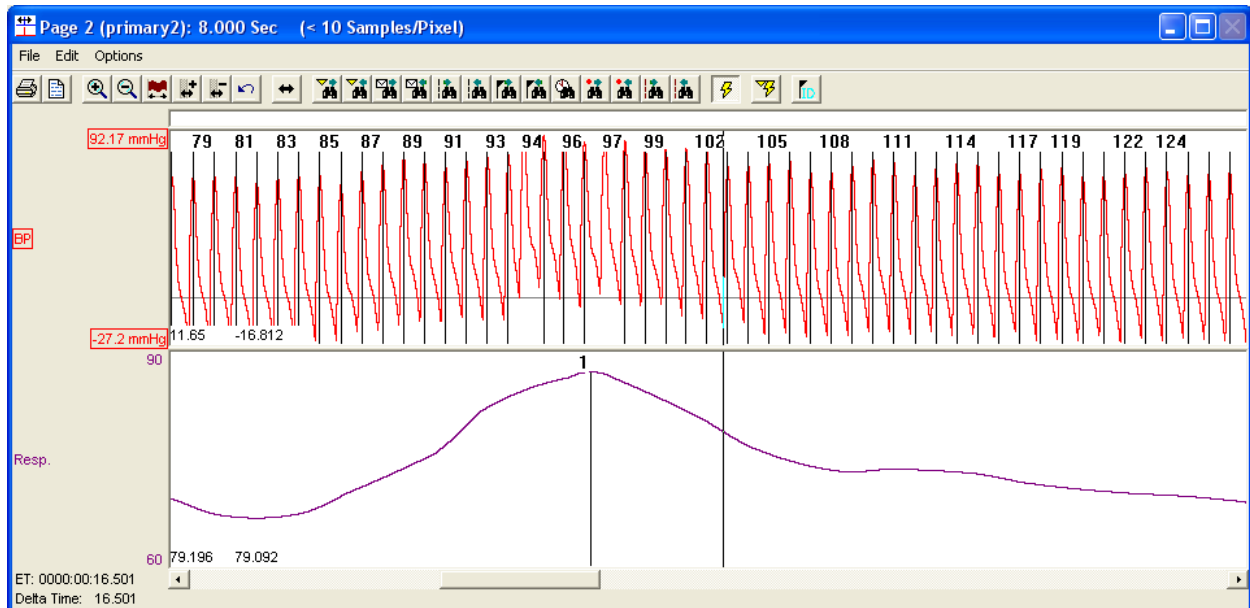 Page 2 (primary2): 8.000 Sec (< 10 Samples/Pixel)
File Edit Options
ID
92.17 mmHg
79 81 83 85 87 89 91 93 94 96 97 99 102 105 108 111 114 117 119 122 124
BP
-27.2 mmHg
11.65 -16.812
90
1
Resp.
60
79.196 79.092
ET: 0000:00:16.501
Delta Time: 16.501